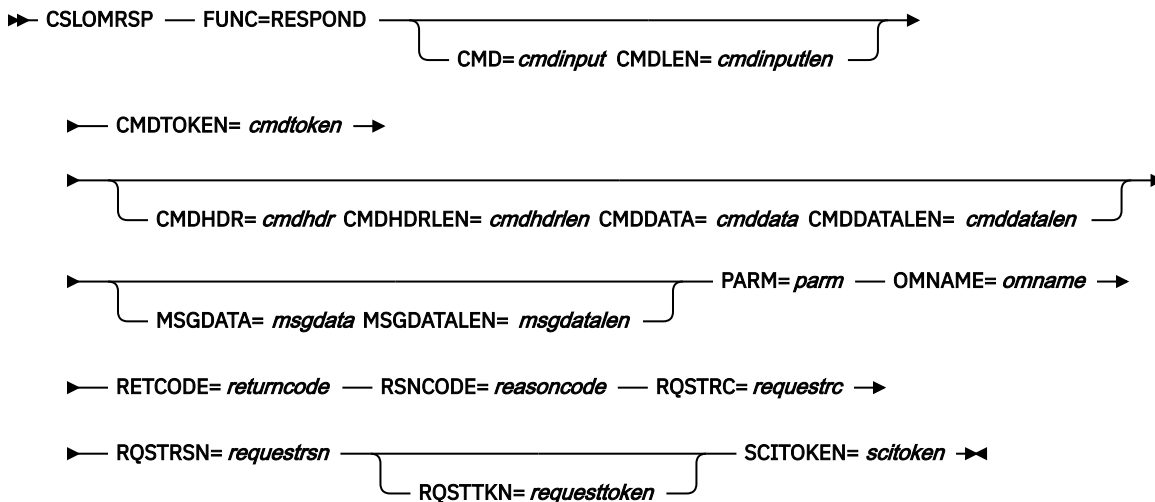 CSLOMRSP FUNC=RESPOND
CMD= cmdinput CMDLEN= cmdinputlen
CMDTOKEN= cmdtoken
CMDHDR= cmdhdr CMDHDRLEN= cmdhdrlen CMDDATA= cmddata CMDDATALEN= cmddatalen
PARM= parm OMNAME= omname
MSGDATA= msgdata MSGDATALEN= msgdatalen
RETCODE= returncode RSNCODE= reasoncode RQSTRC= requestrc
RQSTRSN= requestrsn SCITOKEN= scitoken
RQSTTKN= requesttoken